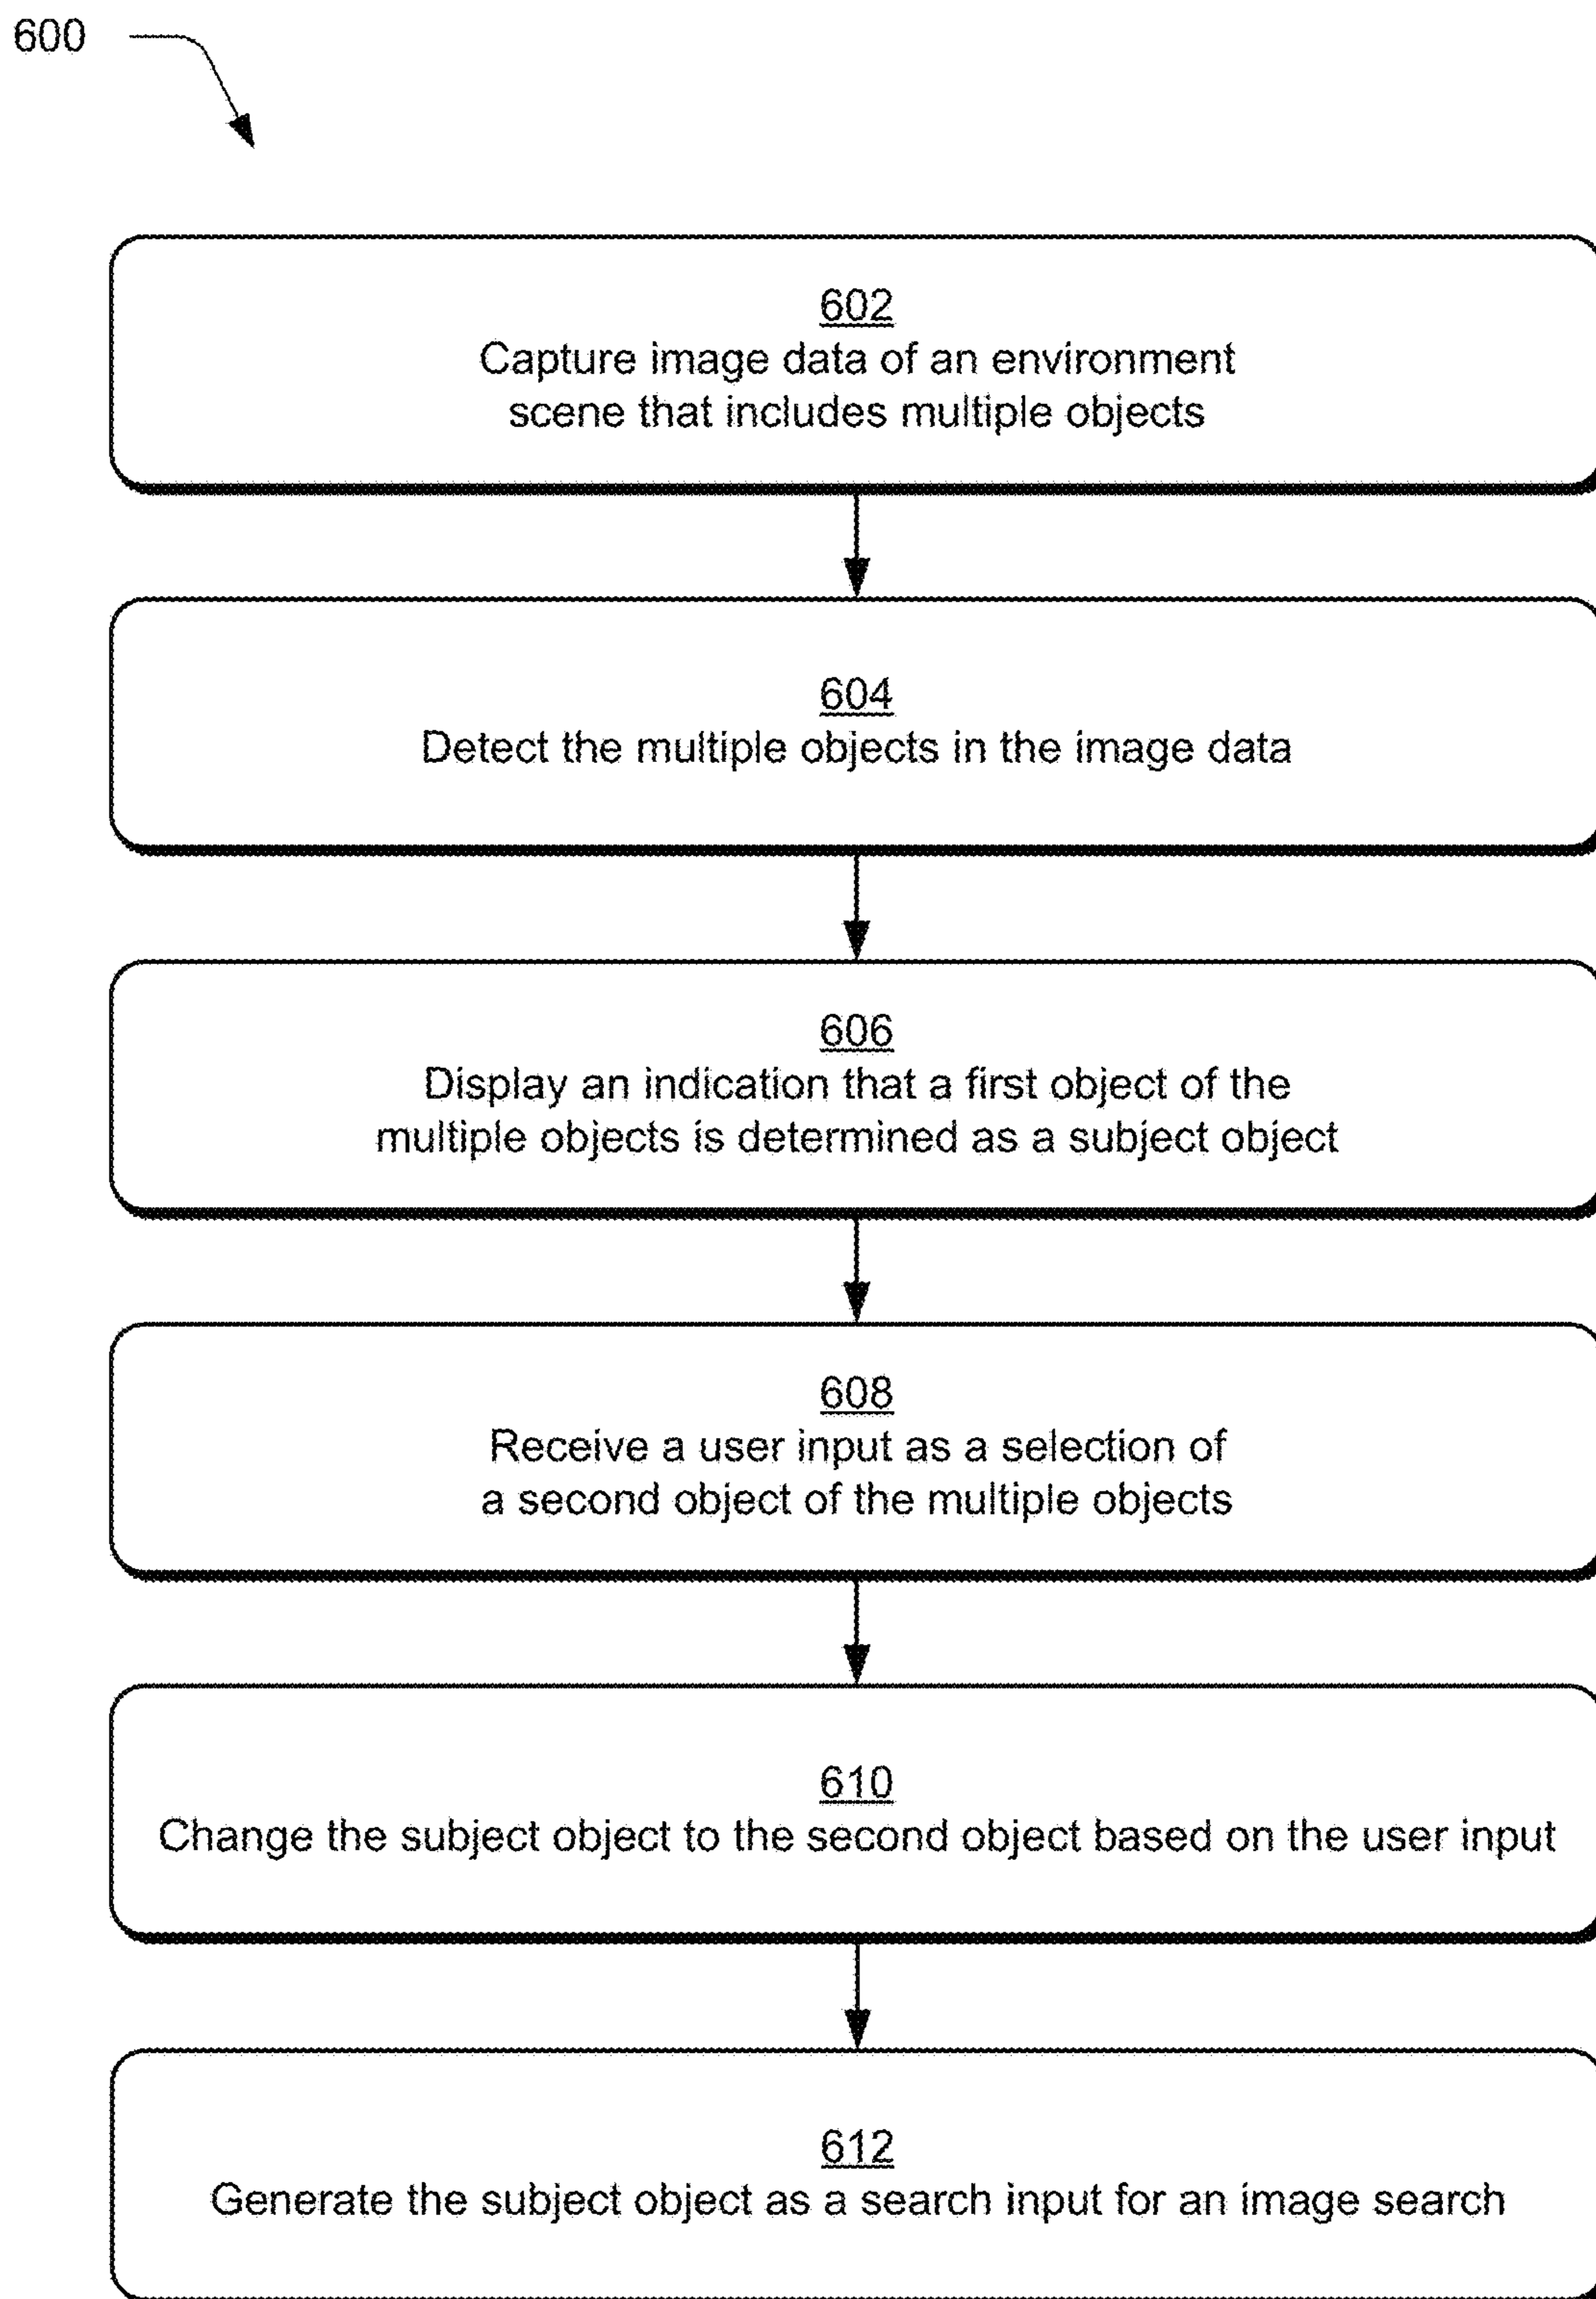 600
602
Capture image data of an environment
scene that includes multiple objects
604
Detect the multiple objects in the image data
606
Display an indication that a first object of the
multiple objects is determined as a subject object
608
Receive a user input as a selection of
a second object of the multiple objects
610
Change the subject object to the second object based on the user input
612
Generate the subject object as a search input for an image search